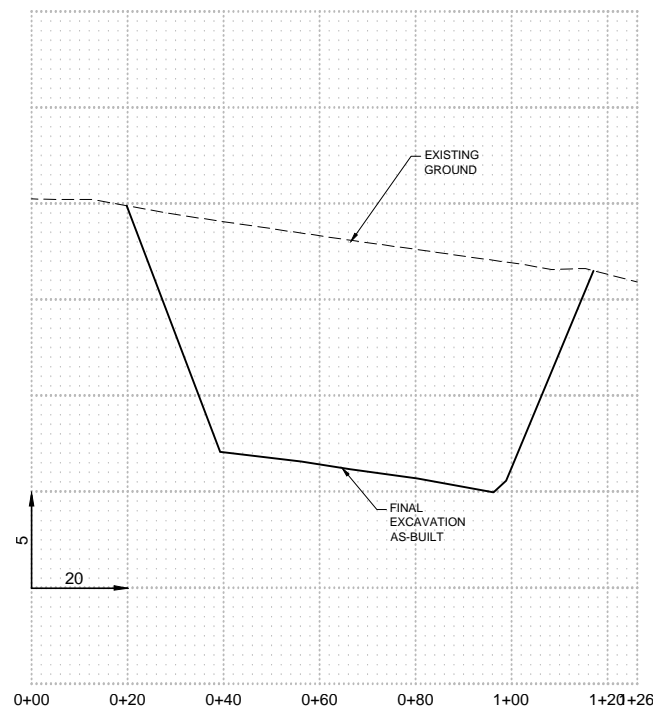 EXISTING
GROUND
FINAL
EXCAVATION
AS-BUILT
5
20
0+00 0+20 0+40 0+60 0+80 1+00 1+20 1+26